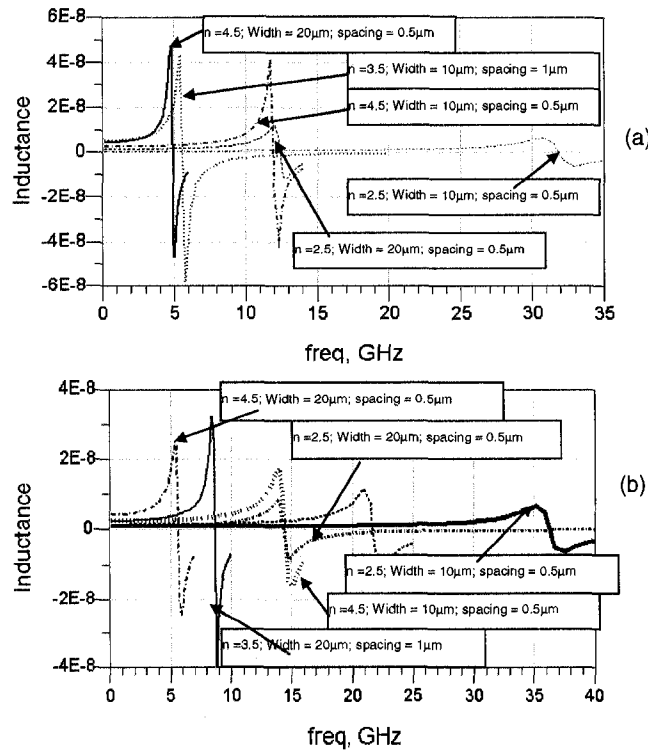 6E-8
n =4.5; Width = 20μm; spacing = 0.5μm
4E-8
n =3.5; Width = 10μm; spacing = 1μm
2E-8
n =4.5; Width = 10μm; spacing = 0.5μm
(a)
0
Inductance
-2E-8
n =2.5; Width = 10μm; spacing = 0.5μm
-4E-8
n =2.5; Width = 20μm; spacing = 0.5μm
-6E-8
0 5 10 15 20 25 30 35
freq, GHz
4E-8
n =4.5; Width = 20μm; spacing = 0.5μm
n =2.5; Width = 20μm; spacing = 0.5μm
2E-8
(b)
0
Inductance
n =2.5; Width = 10μm; spacing = 0.5μm
-2E-8
n =4.5; Width = 10μm; spacing = 0.5μm
n =3.5; Width = 20μm; spacing = 1μm
-4E-8
0 5 10 15 20 25 30 35 40
freq, GHz